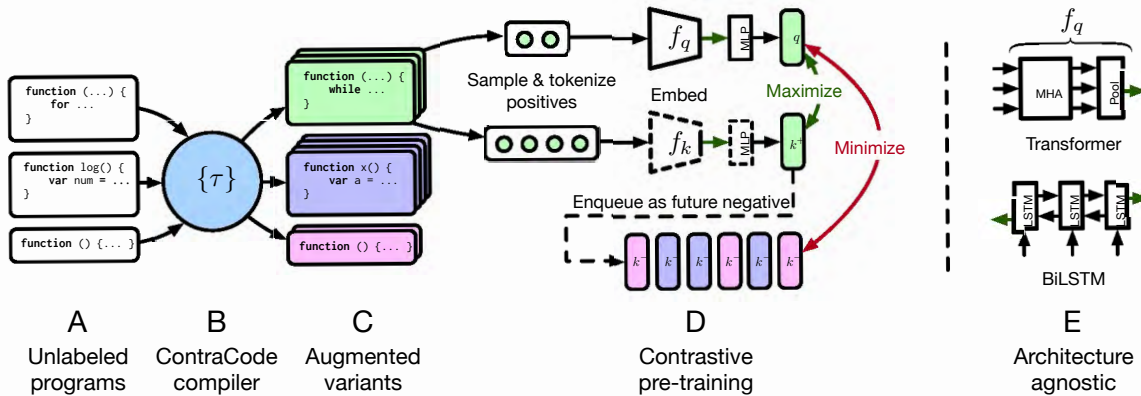 function (...) {
for ...
}
function log() {
var num = ...
}
function () {... }
{τ}
function (...) {
while ...
}
function x() {
var a = ...
}
function () {... }
Sample & tokenize
positives
f_q
MLP
q
Embed
Maximize
f_k
MLP
k⁺
Minimize
Enqueue as future negative
k⁻ k⁻ k⁻ k⁻ k⁻ k⁻
f_q
MHA
Pool
Transformer
LSTM
LSTM
LSTM
BiLSTM
A
Unlabeled
programs
B
ContraCode
compiler
C
Augmented
variants
D
Contrastive
pre-training
E
Architecture
agnostic